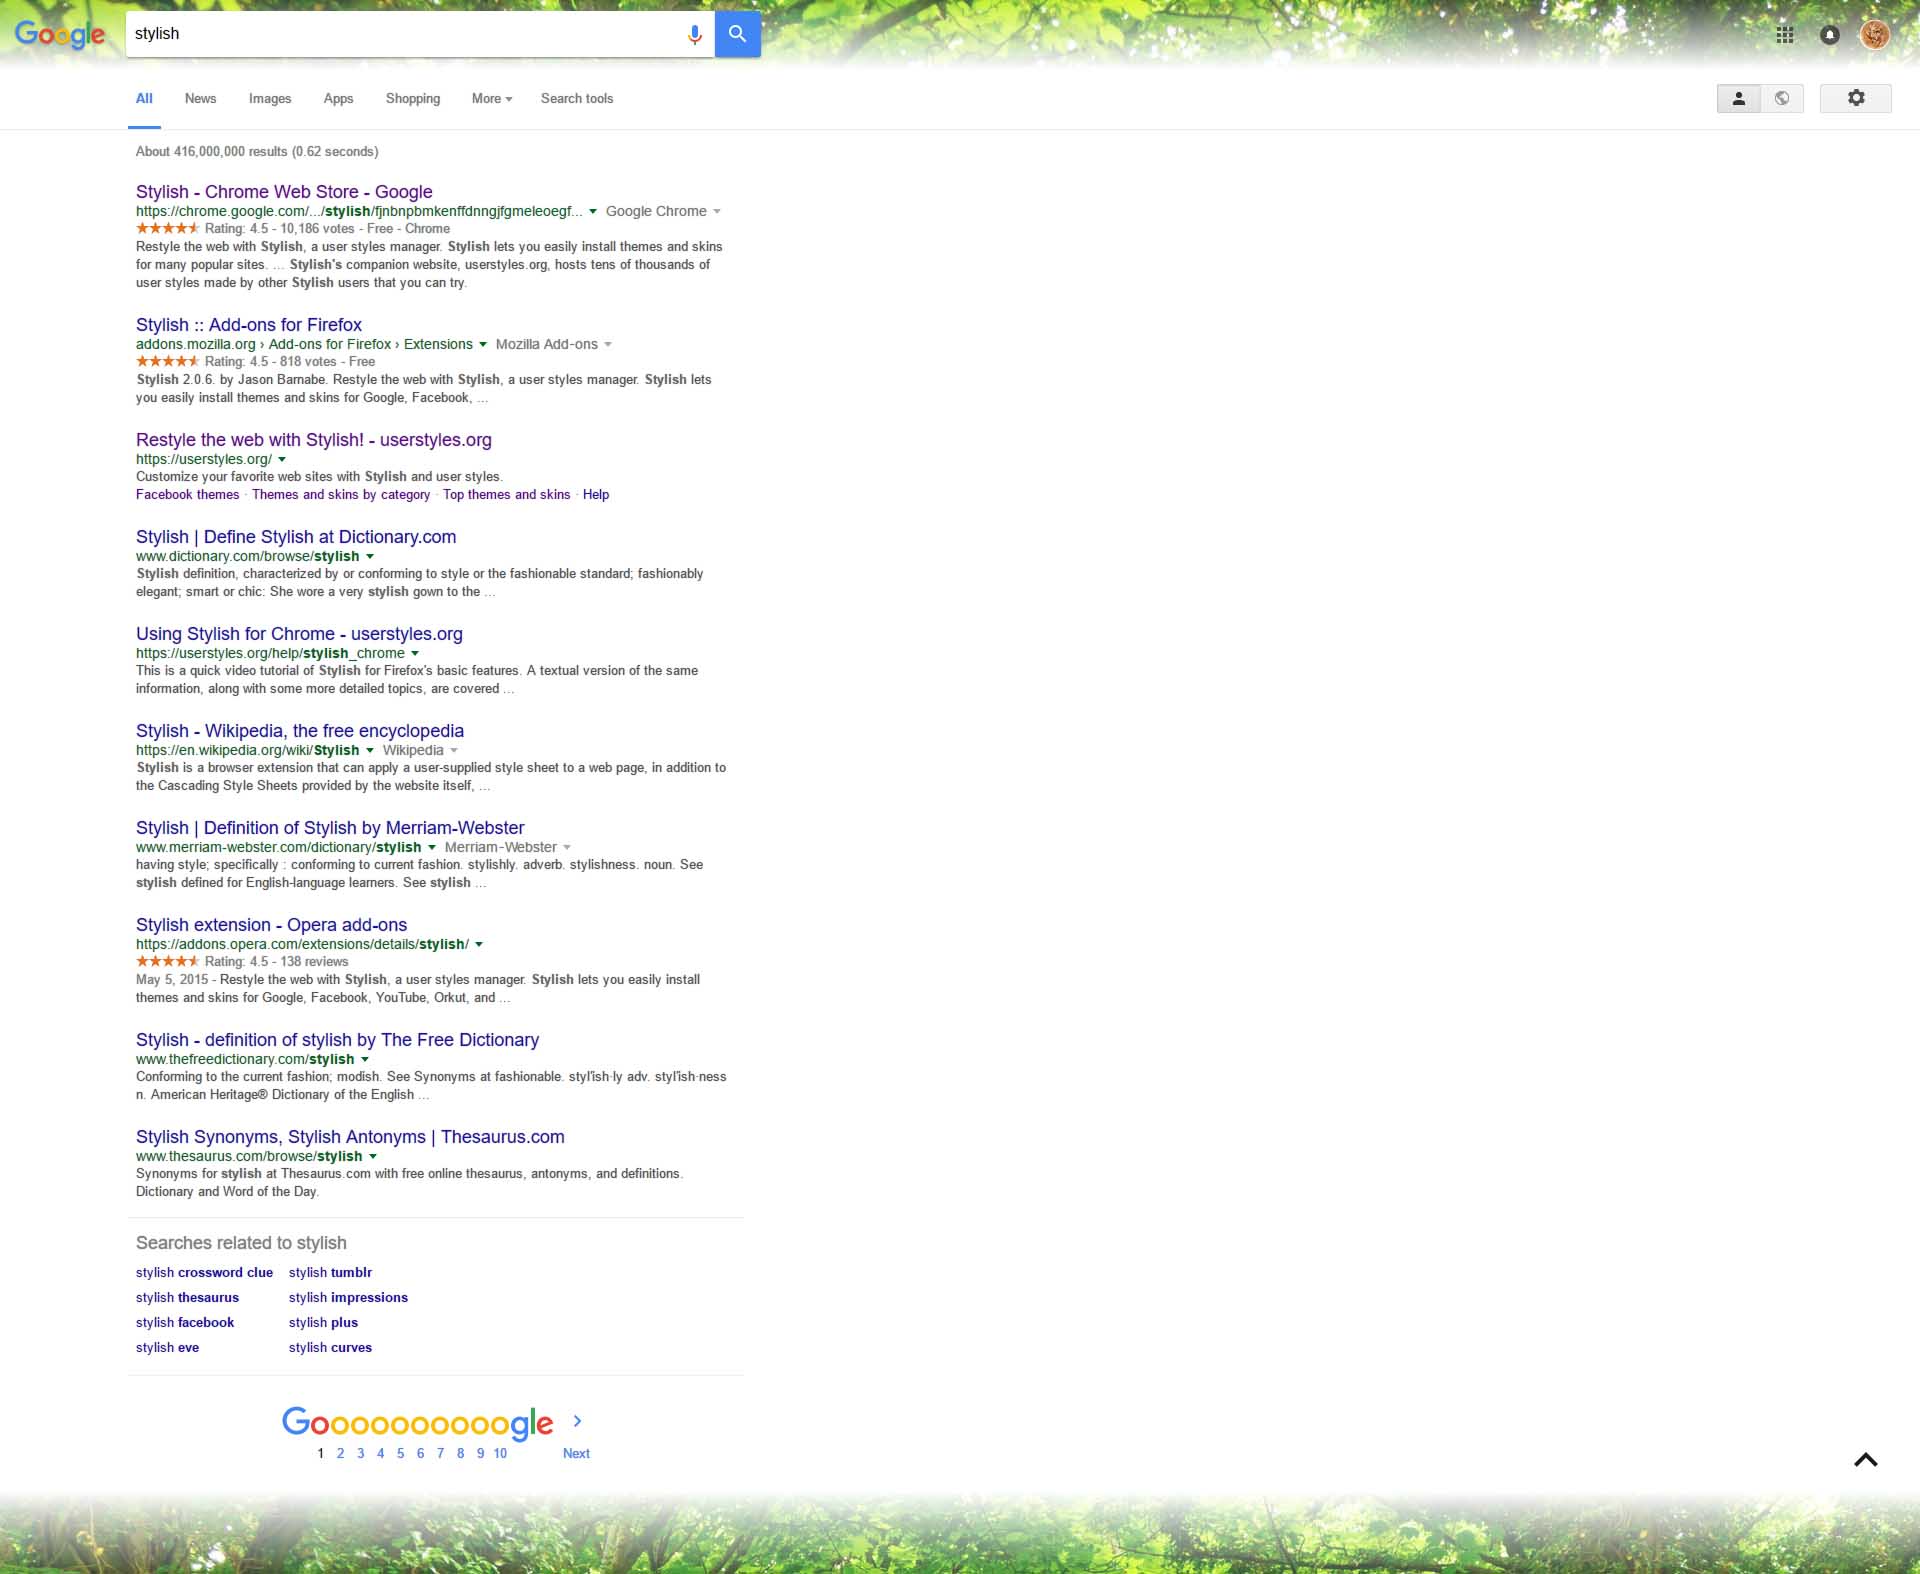 Google
stylish
All News Images Apps Shopping More Search tools
About 416,000,000 results (0.62 seconds)
Stylish - Chrome Web Store - Google
https://chrome.google.com/.../stylish/fjnbnpbmkenffdnngjfgmeleoegf... Google Chrome
Rating: 4.5 - 10,186 votes - Free - Chrome
Restyle the web with Stylish, a user styles manager. Stylish lets you easily install themes and skins
for many popular sites. ... Stylish's companion website, userstyles.org, hosts tens of thousands of
user styles made by other Stylish users that you can try.
Stylish :: Add-ons for Firefox
addons.mozilla.org › Add-ons for Firefox › Extensions Mozilla Add-ons
Rating: 4.5 - 818 votes - Free
Stylish 2.0.6. by Jason Barnabe. Restyle the web with Stylish, a user styles manager. Stylish lets
you easily install themes and skins for Google, Facebook, ...
Restyle the web with Stylish! - userstyles.org
https://userstyles.org/
Customize your favorite web sites with Stylish and user styles.
Facebook themes · Themes and skins by category · Top themes and skins · Help
Stylish | Define Stylish at Dictionary.com
www.dictionary.com/browse/stylish
Stylish definition, characterized by or conforming to style or the fashionable standard; fashionably
elegant; smart or chic: She wore a very stylish gown to the ...
Using Stylish for Chrome - userstyles.org
https://userstyles.org/help/stylish_chrome
This is a quick video tutorial of Stylish for Firefox's basic features. A textual version of the same
information, along with some more detailed topics, are covered ...
Stylish - Wikipedia, the free encyclopedia
https://en.wikipedia.org/wiki/Stylish Wikipedia
Stylish is a browser extension that can apply a user-supplied style sheet to a web page, in addition to
the Cascading Style Sheets provided by the website itself, ...
Stylish | Definition of Stylish by Merriam-Webster
www.merriam-webster.com/dictionary/stylish Merriam-Webster
having style; specifically : conforming to current fashion. stylishly. adverb. stylishness. noun. See
stylish defined for English-language learners. See stylish ...
Stylish extension - Opera add-ons
https://addons.opera.com/extensions/details/stylish/
Rating: 4.5 - 138 reviews
May 5, 2015 - Restyle the web with Stylish, a user styles manager. Stylish lets you easily install
themes and skins for Google, Facebook, YouTube, Orkut, and ...
Stylish - definition of stylish by The Free Dictionary
www.thefreedictionary.com/stylish
Conforming to the current fashion; modish. See Synonyms at fashionable. styl′ish·ly adv. styl′ish·ness
n. American Heritage® Dictionary of the English ...
Stylish Synonyms, Stylish Antonyms | Thesaurus.com
www.thesaurus.com/browse/stylish
Synonyms for stylish at Thesaurus.com with free online thesaurus, antonyms, and definitions.
Dictionary and Word of the Day.
Searches related to stylish
stylish crossword clue stylish tumblr
stylish thesaurus stylish impressions
stylish facebook stylish plus
stylish eve stylish curves
Goooooooooogle
1 2 3 4 5 6 7 8 9 10 Next